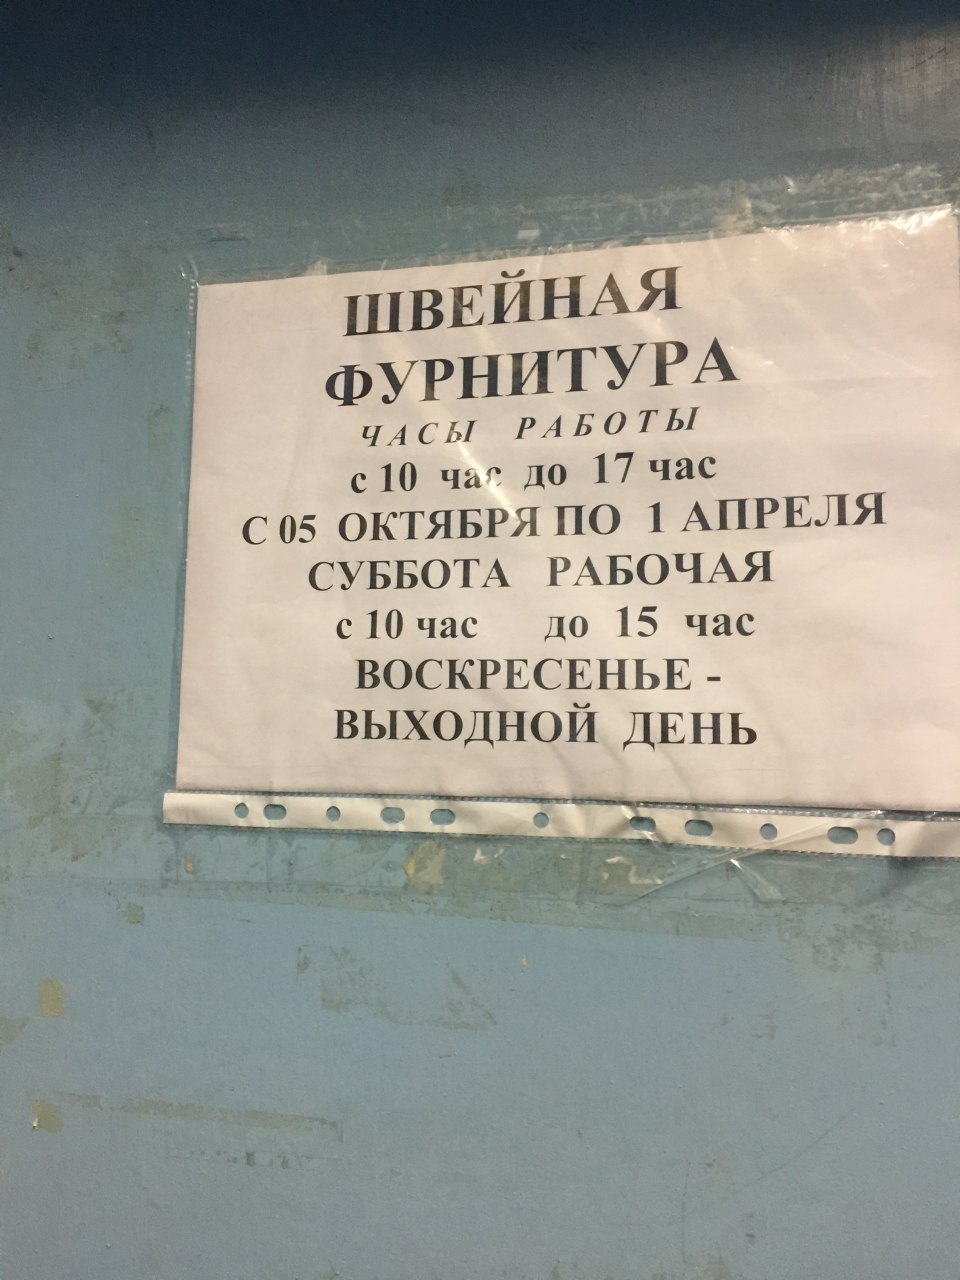 ШВЕЙНАЯ
ФУРНИТУРА
ЧАСЫ РАБОТЫ
с 10 час до 17 час
С 05 ОКТЯБРЯ ПО 1 АПРЕЛЯ
СУББОТА РАБОЧАЯ
с 10 час до 15 час
ВОСКРЕСЕНЬЕ -
ВЫХОДНОЙ ДЕНЬ